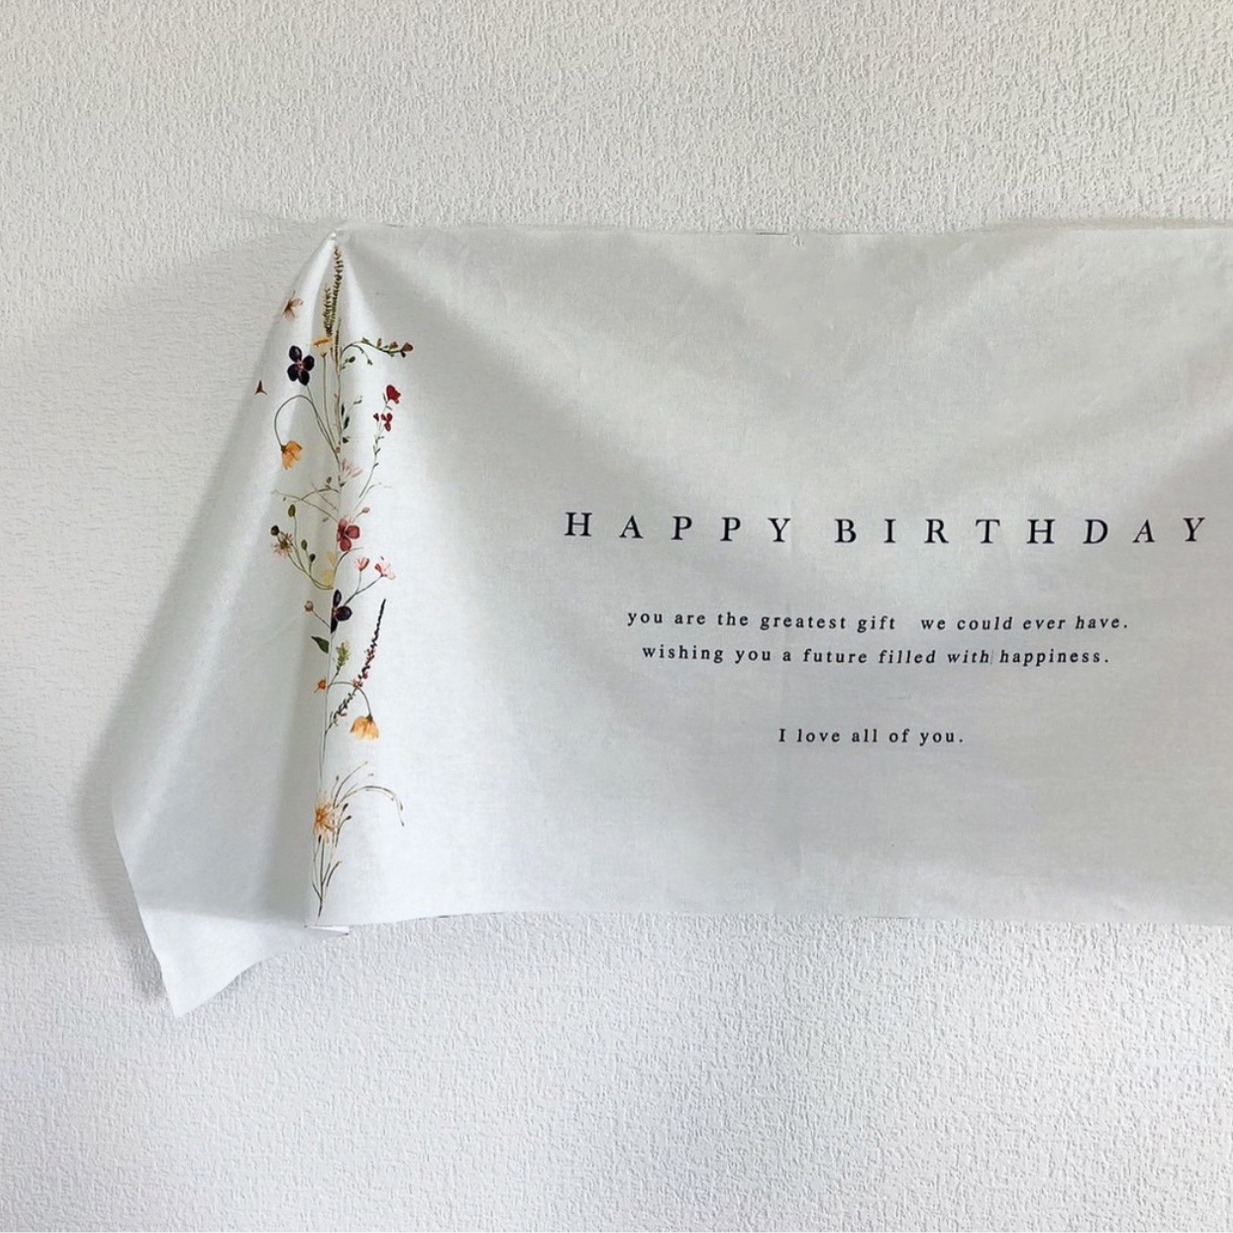 HAPPY BIRTHDAY
you are the greatest gift we could ever have.
wishing you a future filled with happiness.
I love all of you.